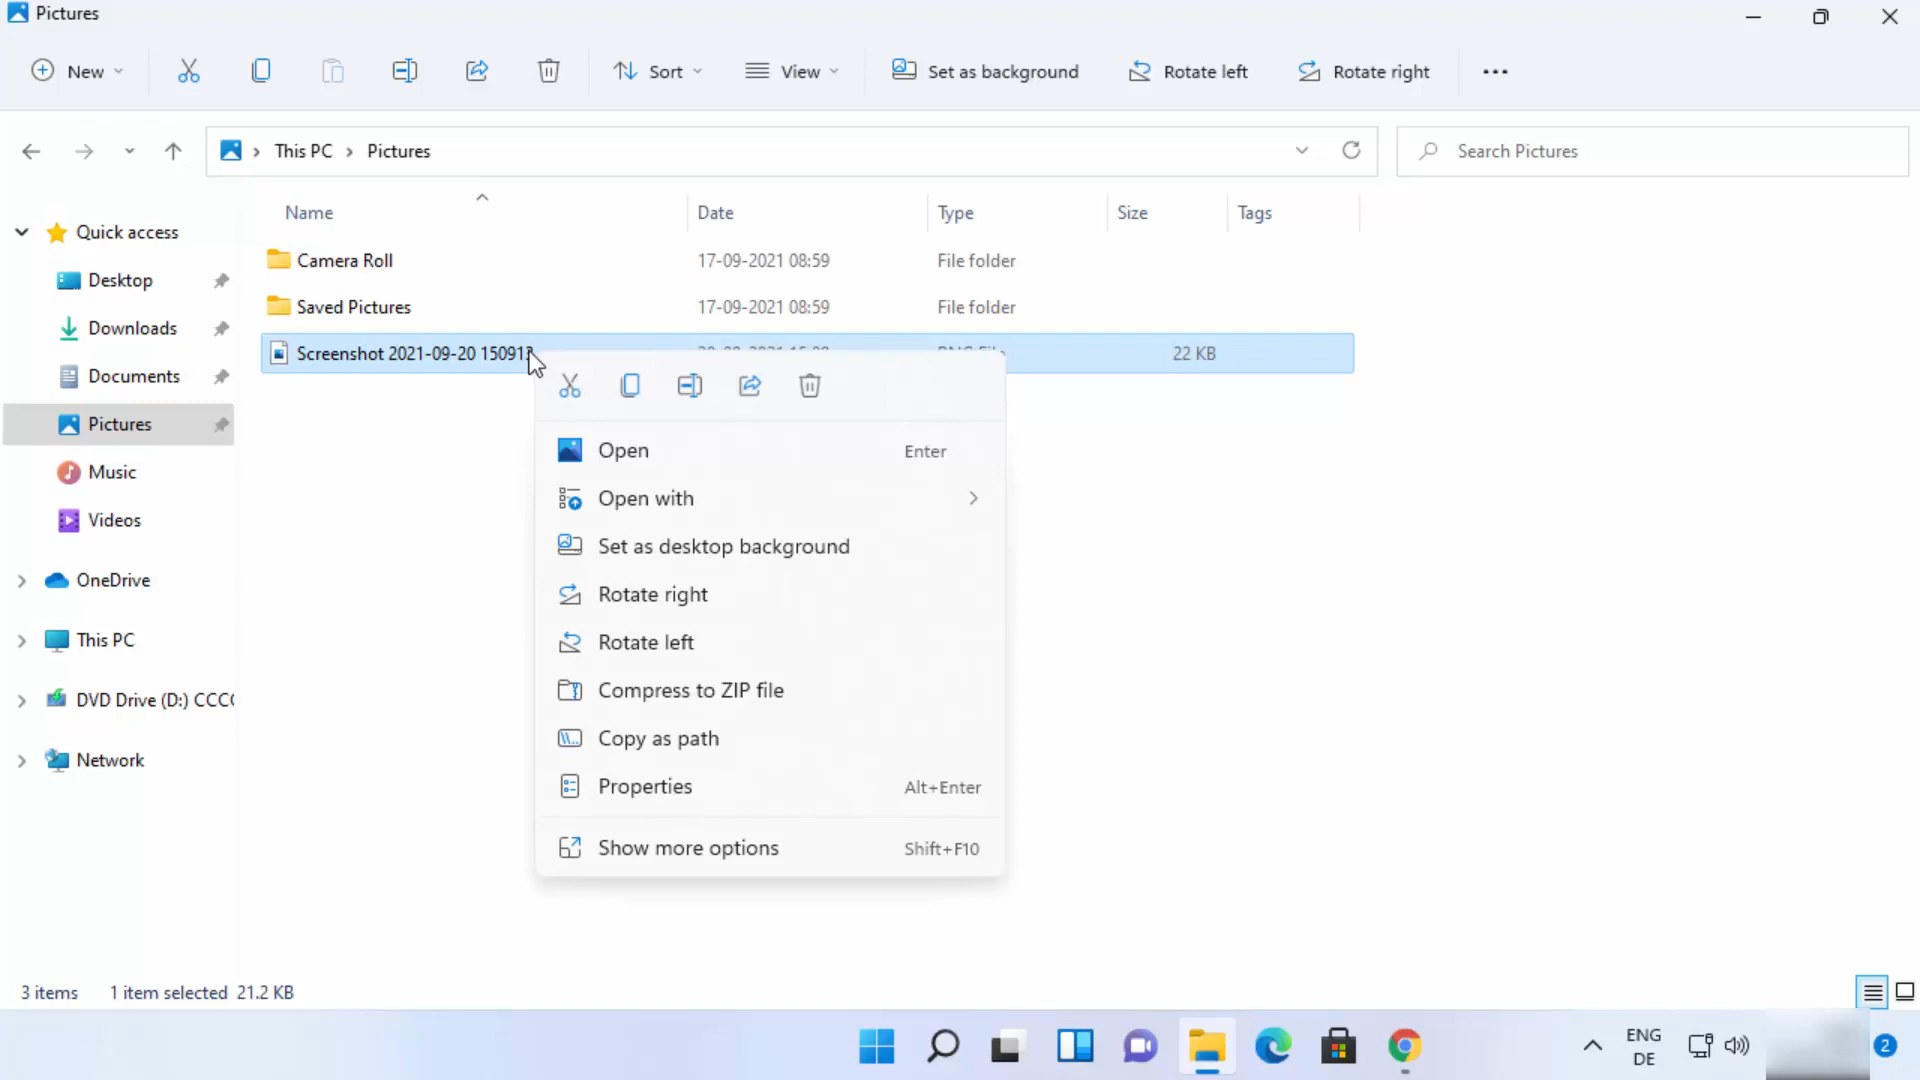 Pictures
New
Sort
View
Set as background
Rotate left
Rotate right
This PC
Pictures
Search Pictures
Name
Date
Type
Size
Tags
Quick access
Desktop
Downloads
Documents
Pictures
Music
Videos
OneDrive
This PC
DVD Drive (D:) CCC
Network
Camera Roll 17-09-2021 08:59 File folder
Saved Pictures 17-09-2021 08:59 File folder
Screenshot 2021-09-20 150913 22 KB
Open Enter
Open with
Set as desktop background
Rotate right
Rotate left
Compress to ZIP file
Copy as path
Properties Alt+Enter
Show more options Shift+F10
3 items 1 item selected 21.2 KB
ENG
DE
2